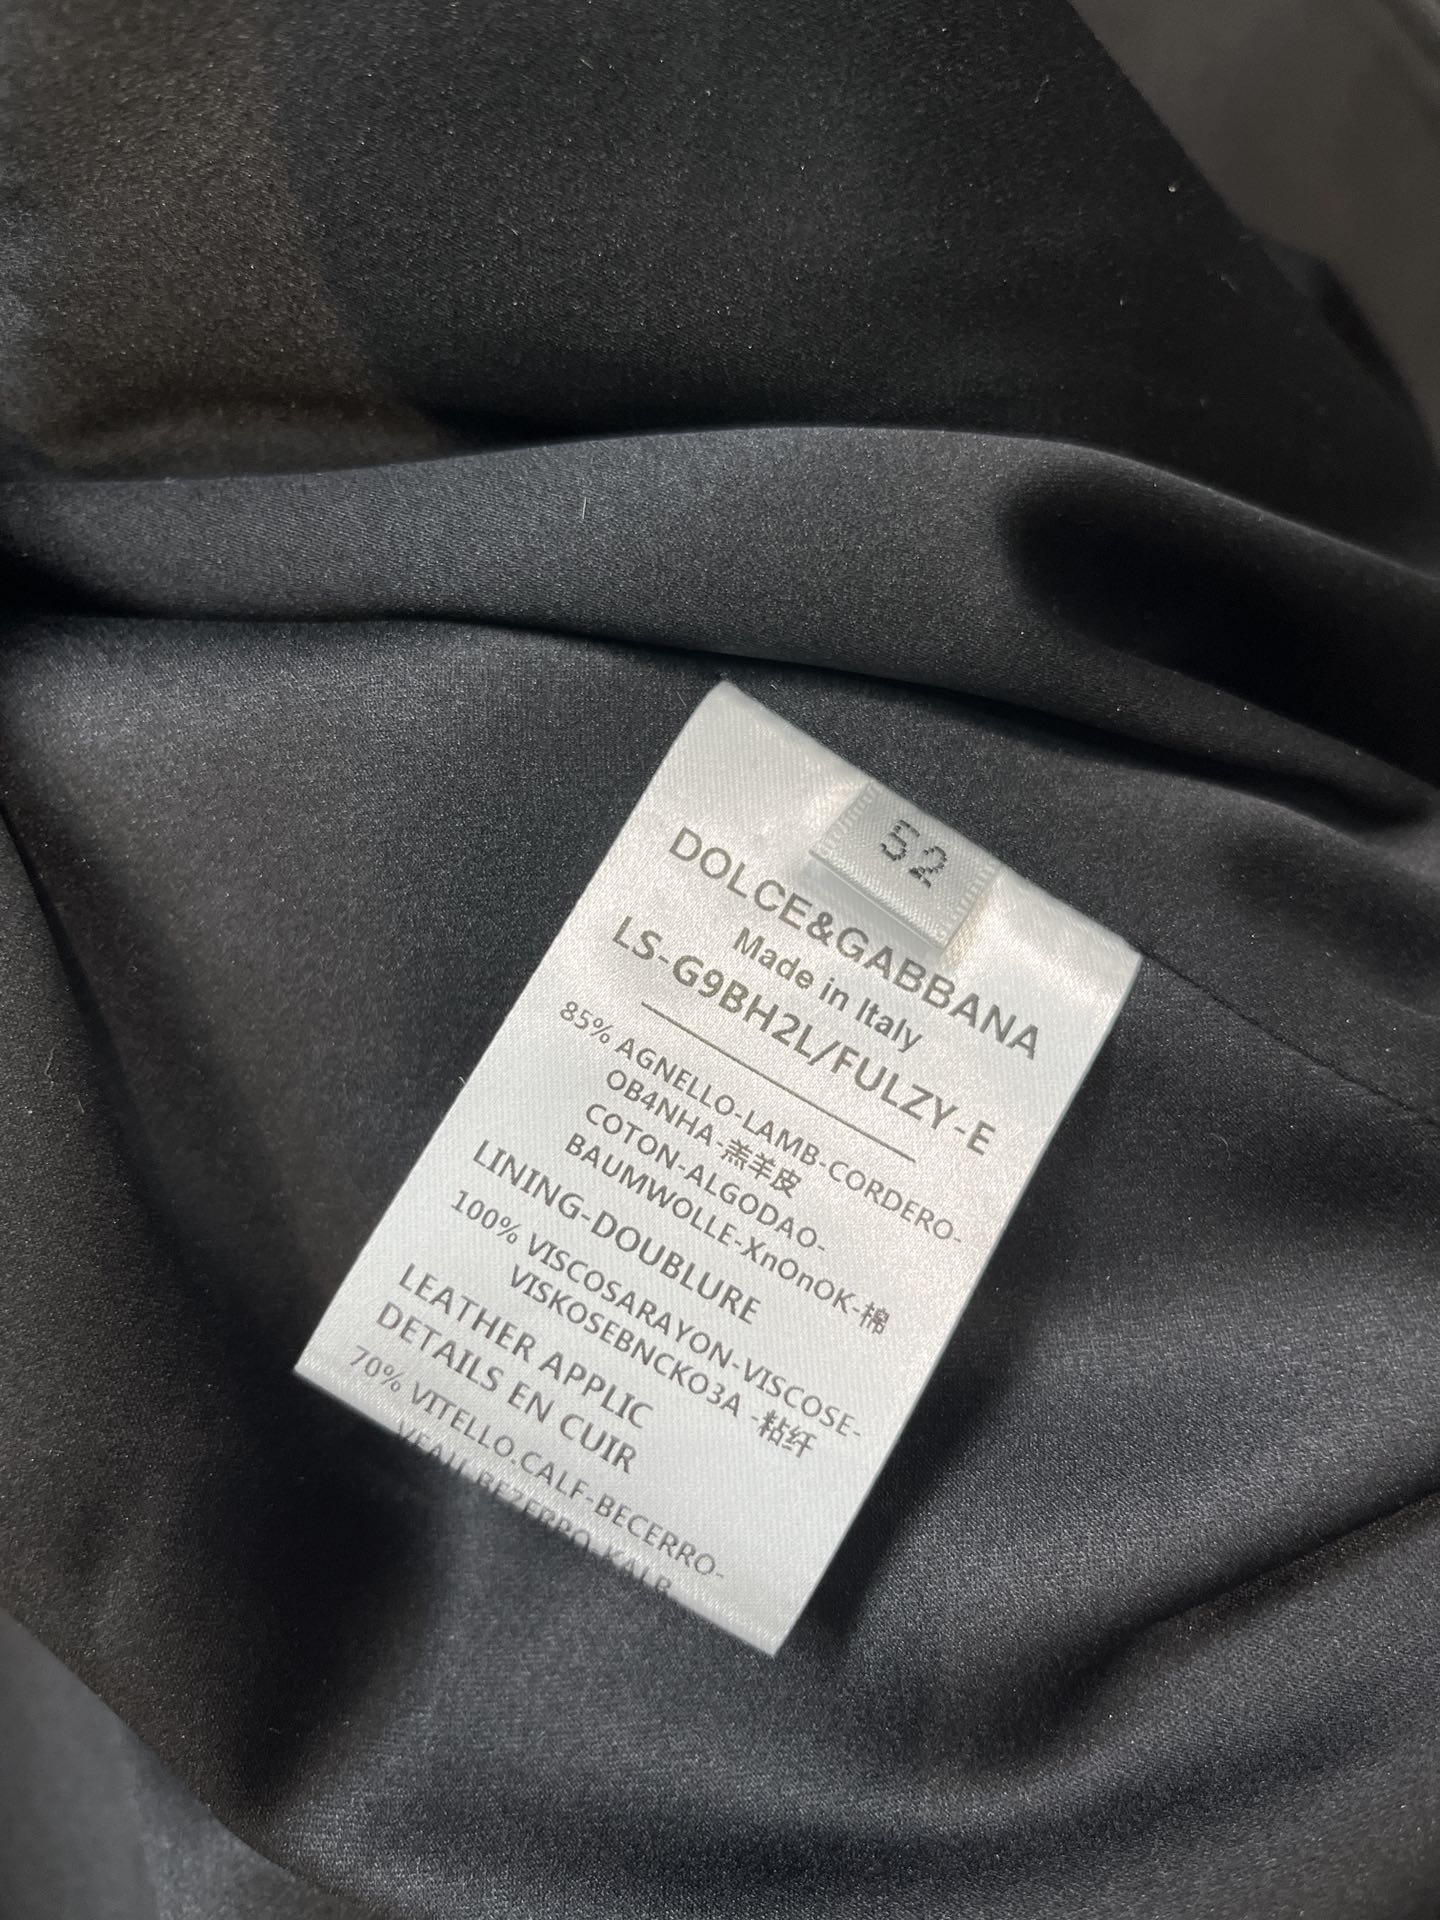 52
DOLCE&GABBANA
Made in Italy
LS-G9BH2L/FULZY-E
85% AGNELLO-LAMB-CORDERO-
OB4NHA-羔羊皮
COTON-ALGODAO-
BAUMWOLLE-XnOnOK-棉
LINING-DOUBLURE
100% VISCOSARAYON-VISCOSE-
VISKOSEBNCKO3A -粘纤
LEATHER APPLIC
DETAILS EN CUIR
70% VITELLO.CALF-BECERRO-